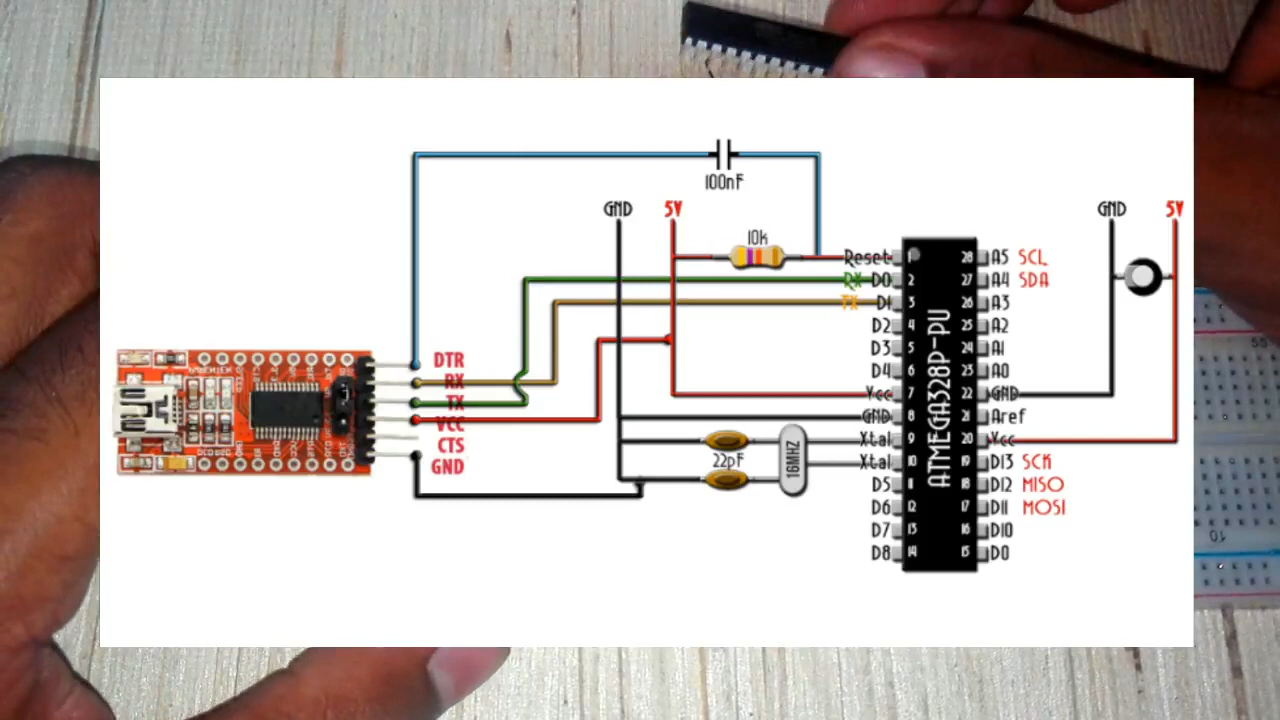 100nF
GND
5V
GND
5V
10k
Reset 1
28 A5 SCL
RX D0 2
27 A4 SDA
TX D1 3
26 A3
D2 4
25 A2
D3 5
24 A1
D4 6
23 A0
Vcc 7
22 GND
GND 8
21 Aref
Xtal 9
20 Vcc
Xtal 10
19 D13 SCK
D5 11
18 D12 MISO
D6 12
17 D11 MOSI
D7 13
16 D10
D8 14
15 D9
ATMEGA328P-PU
22pF
16MHZ
DTR
RX
TX
VCC
CTS
GND
10